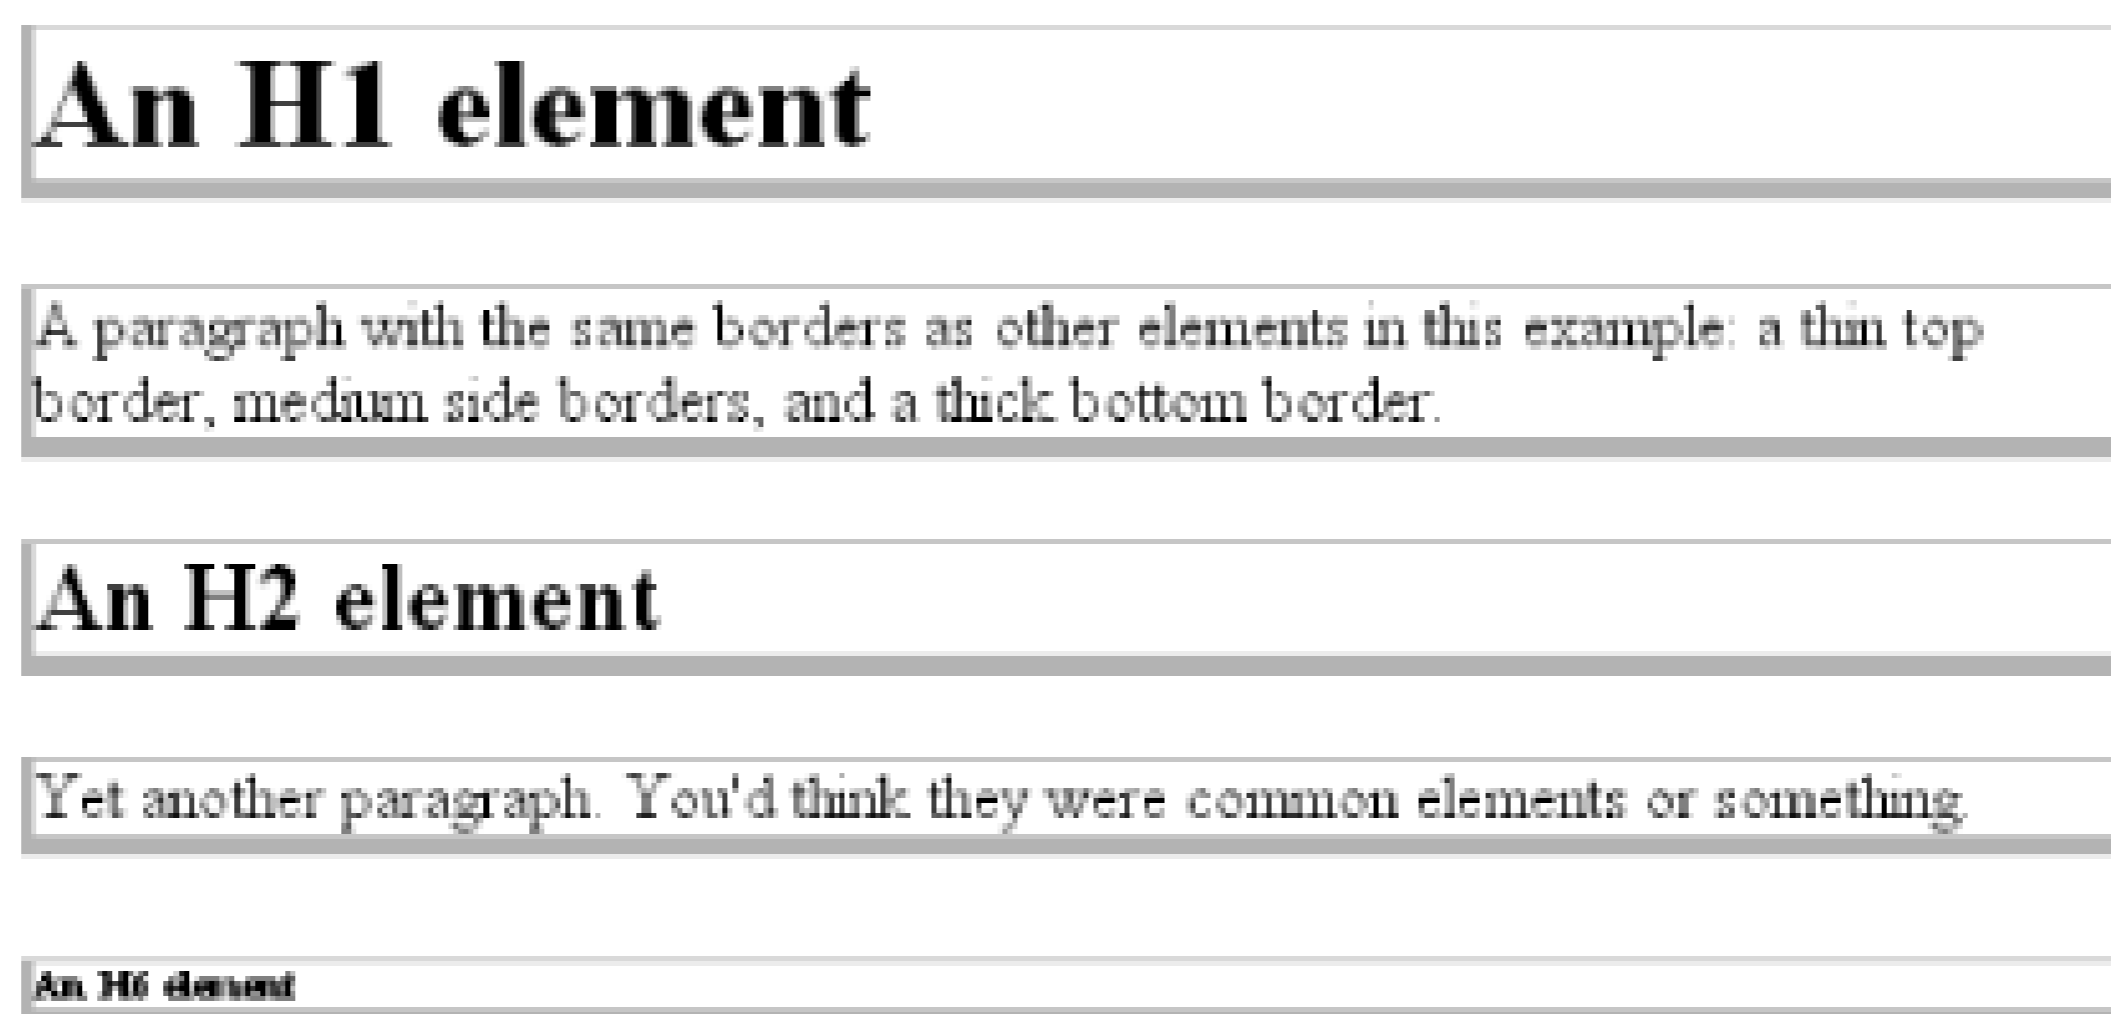 An H1 element
A paragraph with the same borders as other elements in this example: a thin top
border, medium side borders, and a thick bottom border.
An H2 element
Yet another paragraph. You'd think they were common elements or something.
An H6 element